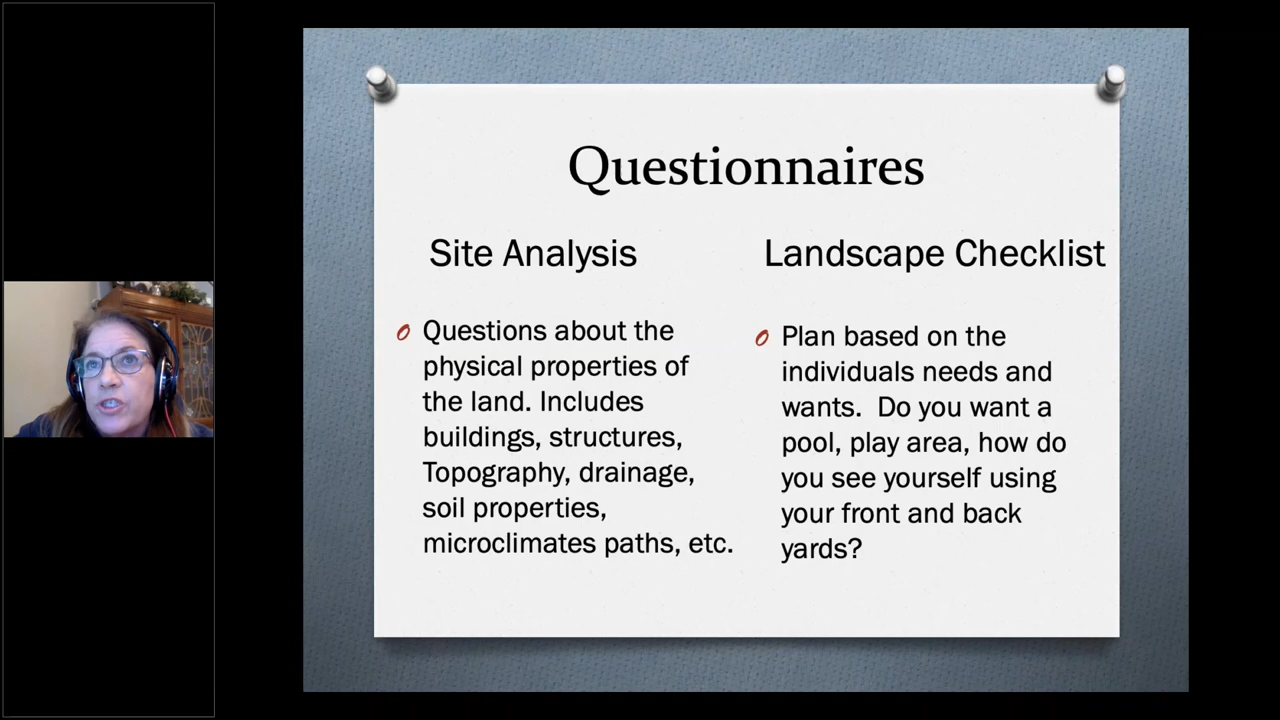 Questionnaires
Site Analysis
Questions about the
physical properties of
the land. Includes
buildings, structures,
Topography, drainage,
soil properties,
microclimates paths, etc.
Landscape Checklist
Plan based on the
individuals needs and
wants.  Do you want a
pool, play area, how do
you see yourself using
your front and back
yards?